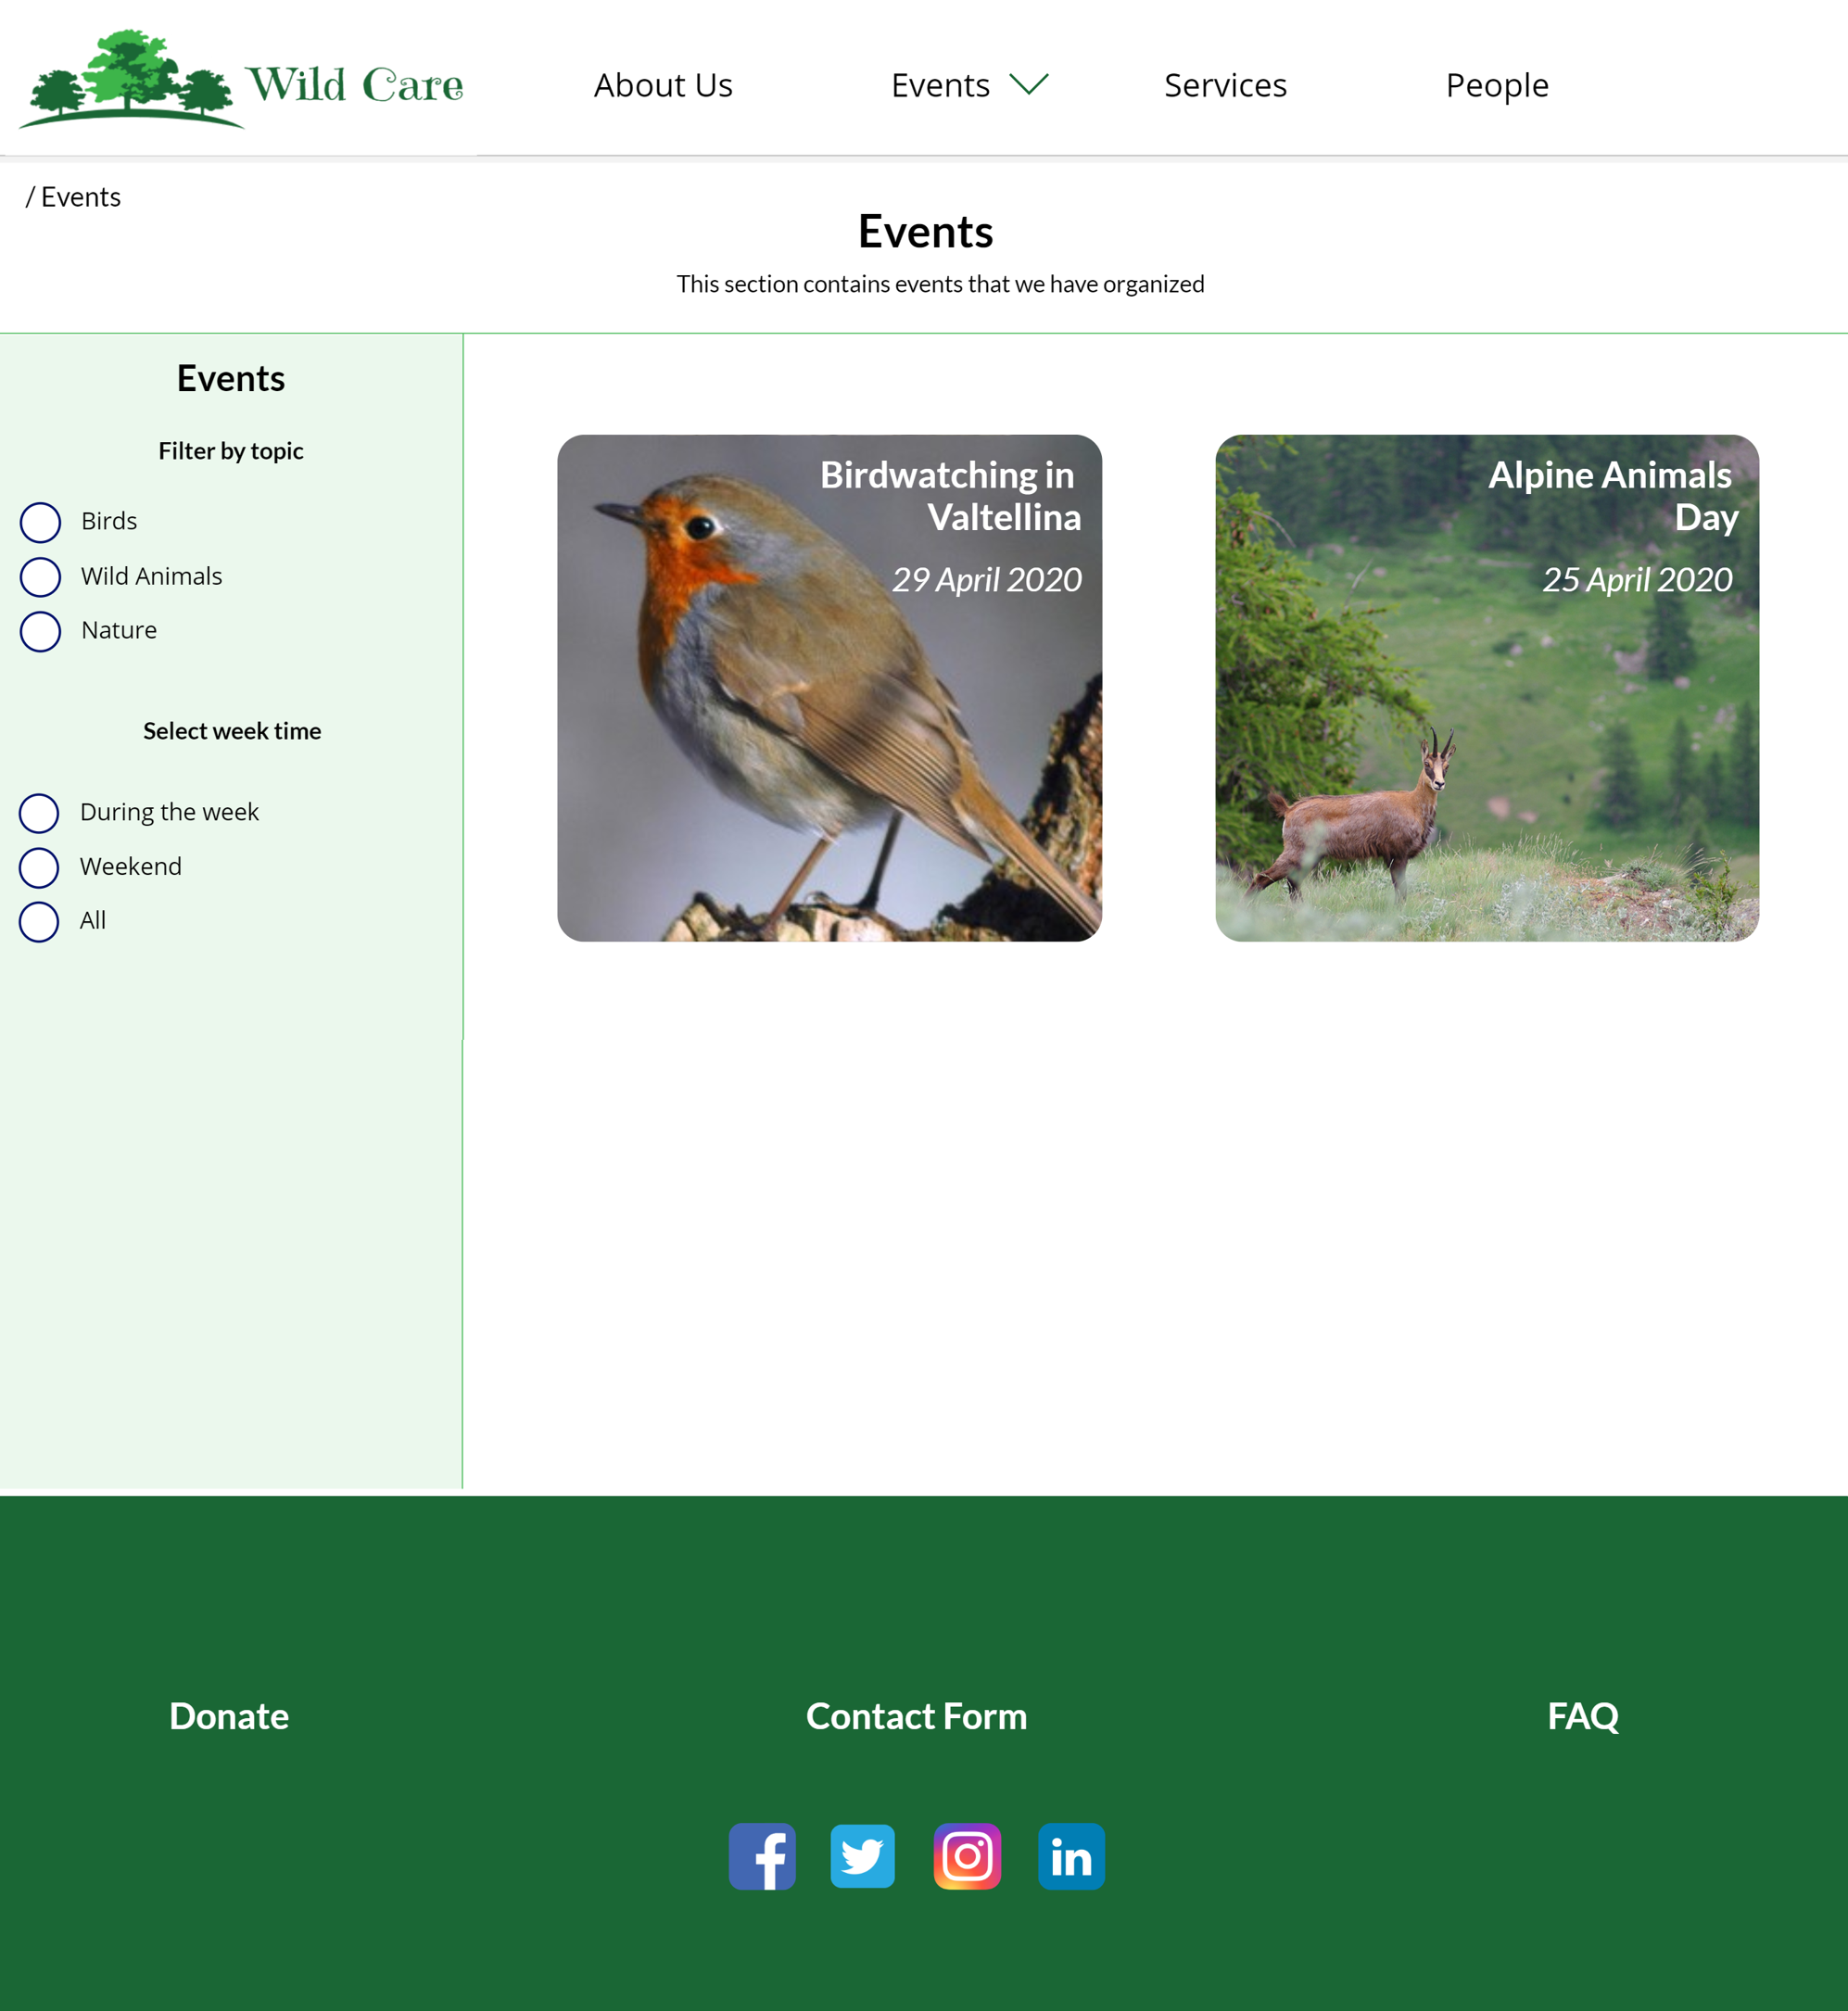 Wild Care
About Us
Events
Services
People
/ Events
Events
This section contains events that we have organized
Events
Filter by topic
Birds
Wild Animals
Nature
Select week time
During the week
Weekend
All
Birdwatching in
Valtellina
29 April 2020
Alpine Animals
Day
25 April 2020
Donate
Contact Form
FAQ
f
in